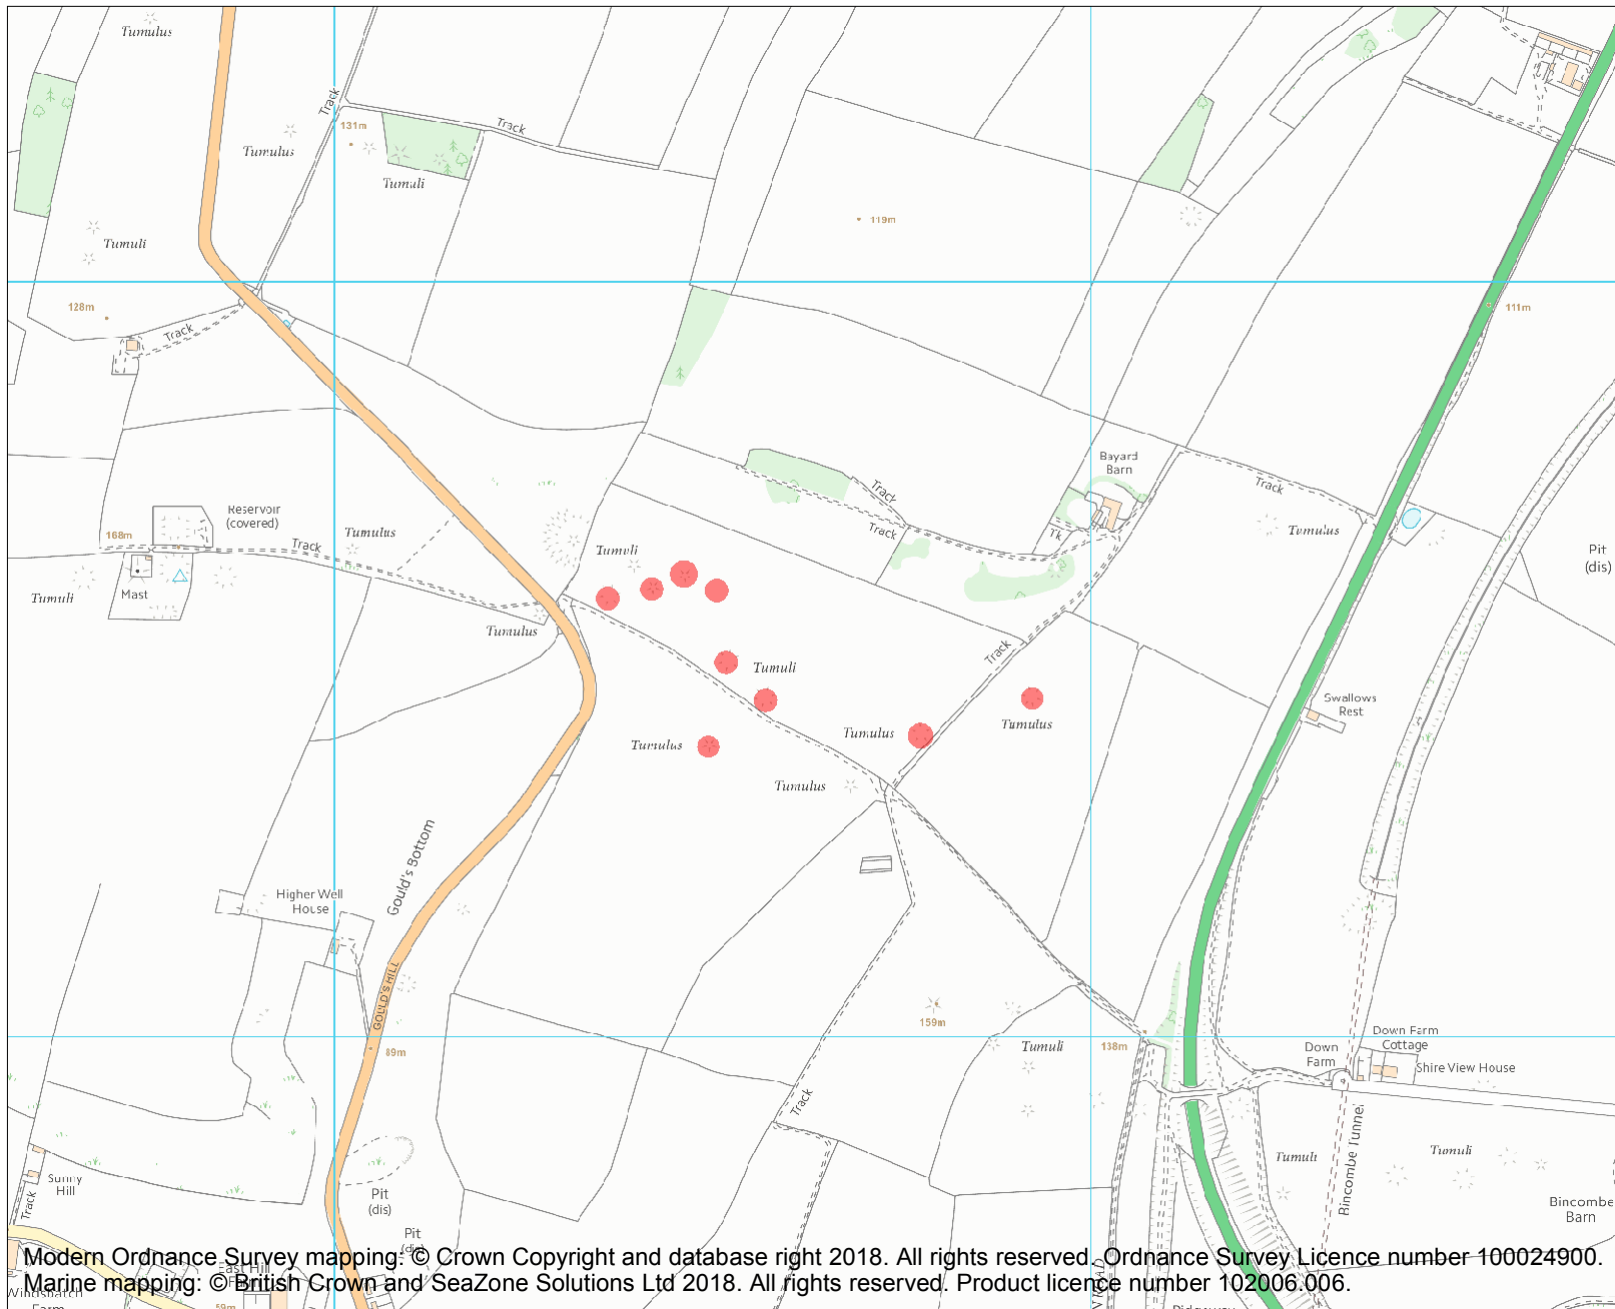 Tumulus
Track
131m
Track
Tumulus
Tumuli
119m
Tumuli
128m
Track
111m
Bayard
Barn
Track
Track
Track
Tk
Reservoir
(covered)
Tumulus
168m
Track
Tumuli
Mast
Tumuli
Tumulus
Tumulus
Pit
(dis)
Track
Tumuli
Swallows
Rest
Tumulus
Tumulus
Tumulus
Tumulus
Gould's Bottom
Higher Well
House
GOULD'S HILL
159m
89m
Tumuli
138m
Down Farm
Cottage
Down
Farm
Shire View House
Track
Bincombe Tunnel
Tumuli
Tumuli
Sunny
Hill
Track
Pit
(dis)
Bincombe
Barn
Pit
(dis)
Modern Ordnance Survey mapping: © Crown Copyright and database right 2018. All rights reserved. Ordnance Survey Licence number 100024900.
Marine mapping: © British Crown and SeaZone Solutions Ltd 2018. All rights reserved. Product licence number 102006.006.
East Hill
Farm
59m